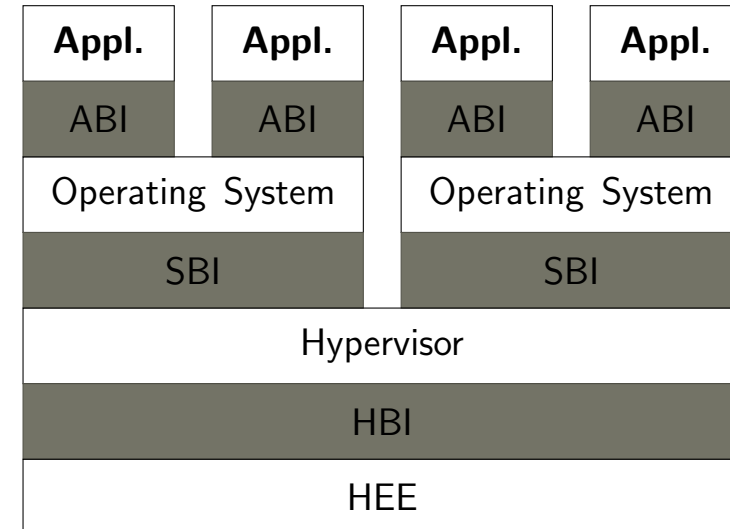 Appl. Appl. Appl. Appl.
ABI ABI ABI ABI
Operating System Operating System
SBI SBI
Hypervisor
HBI
HEE